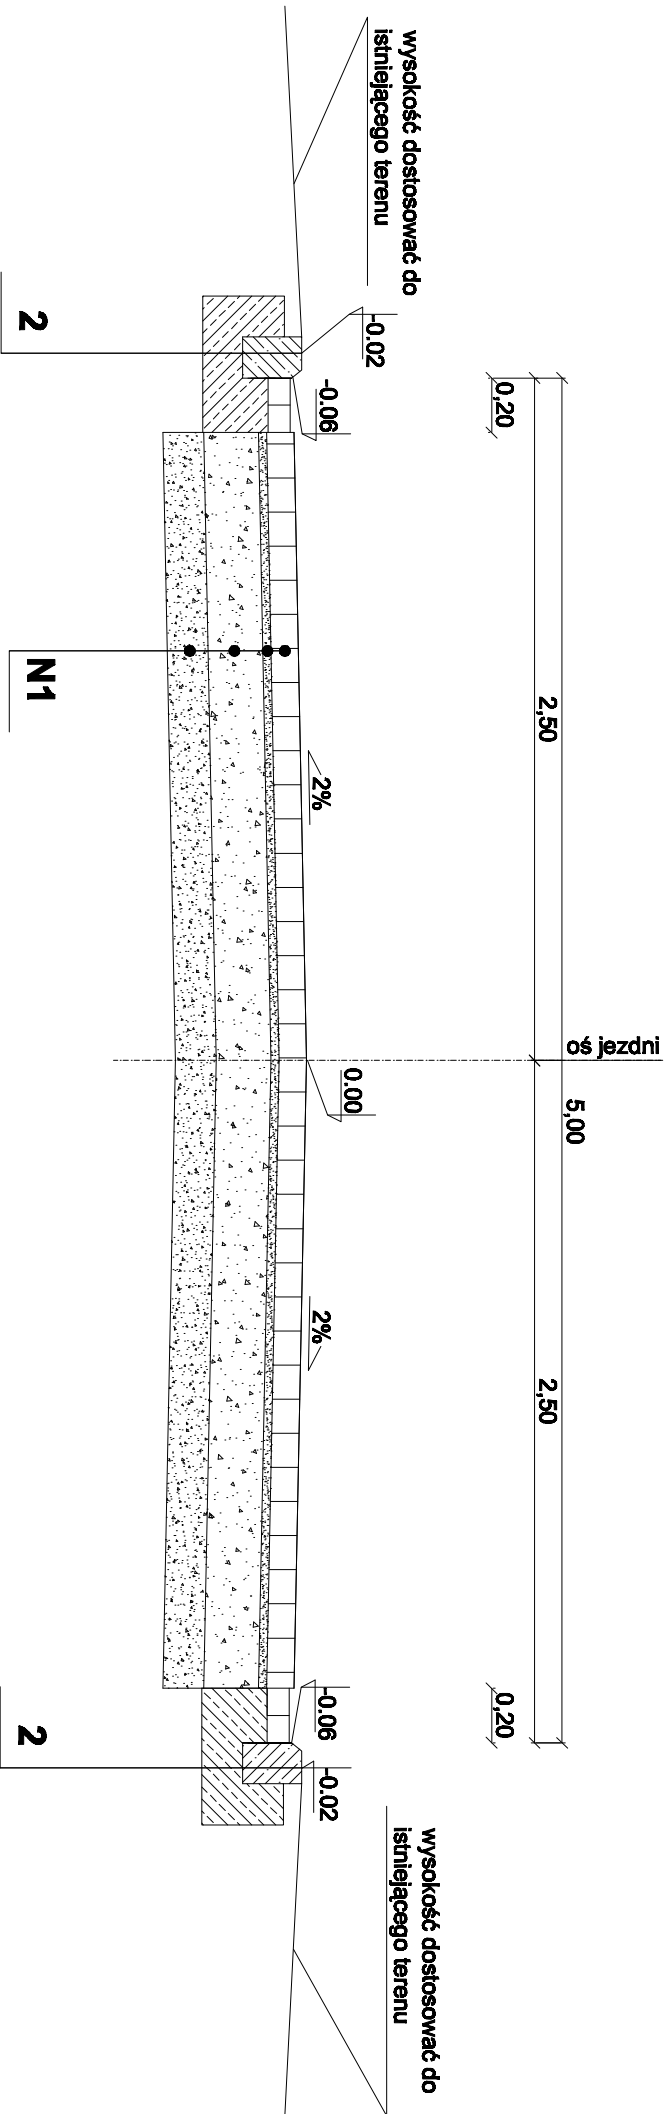 oś jezdni
5,00
2,50
2,50
0,20
0,20
wysokość dostosować do
istniejącego terenu
-0.02
-0.06
2%
0.00
2%
-0.06
-0.02
wysokość dostosować do
istniejącego terenu
2
N1
2